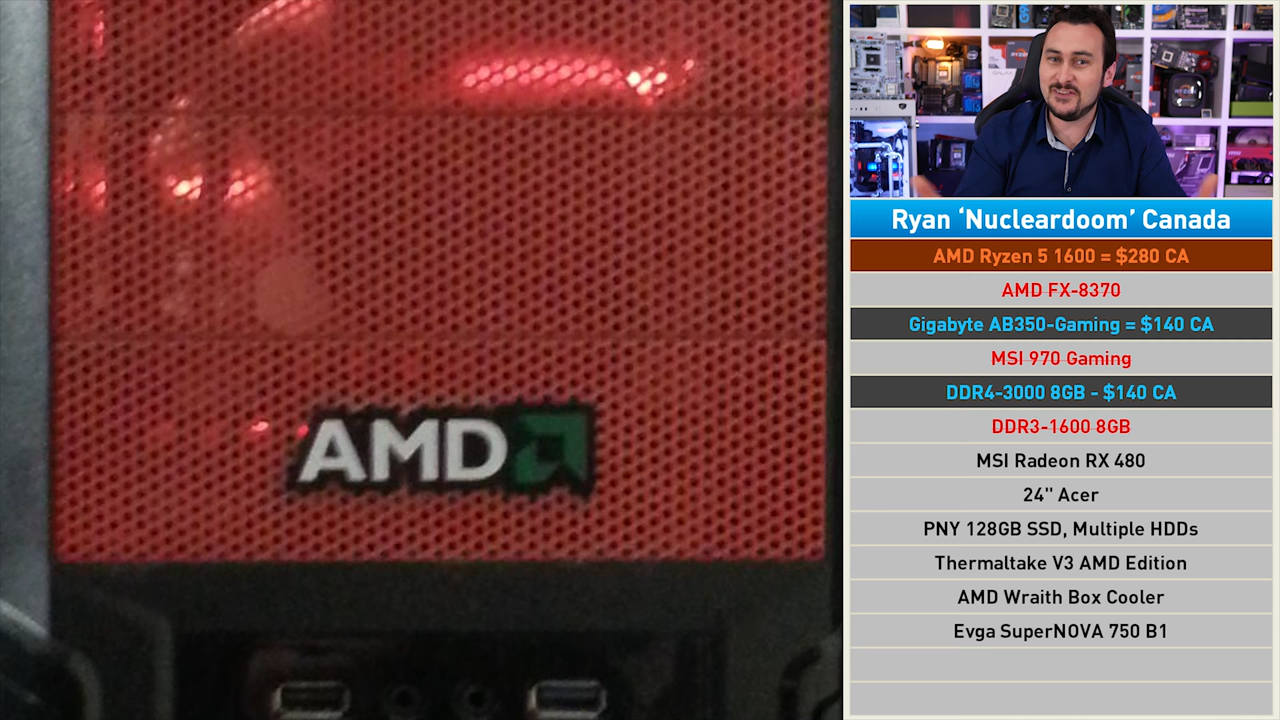 AMD
Ryan ‘Nucleardoom’ Canada
AMD Ryzen 5 1600 = $280 CA
AMD FX-8370
Gigabyte AB350-Gaming = $140 CA
MSI 970 Gaming
DDR4-3000 8GB - $140 CA
DDR3-1600 8GB
MSI Radeon RX 480
24" Acer
PNY 128GB SSD, Multiple HDDs
Thermaltake V3 AMD Edition
AMD Wraith Box Cooler
Evga SuperNOVA 750 B1